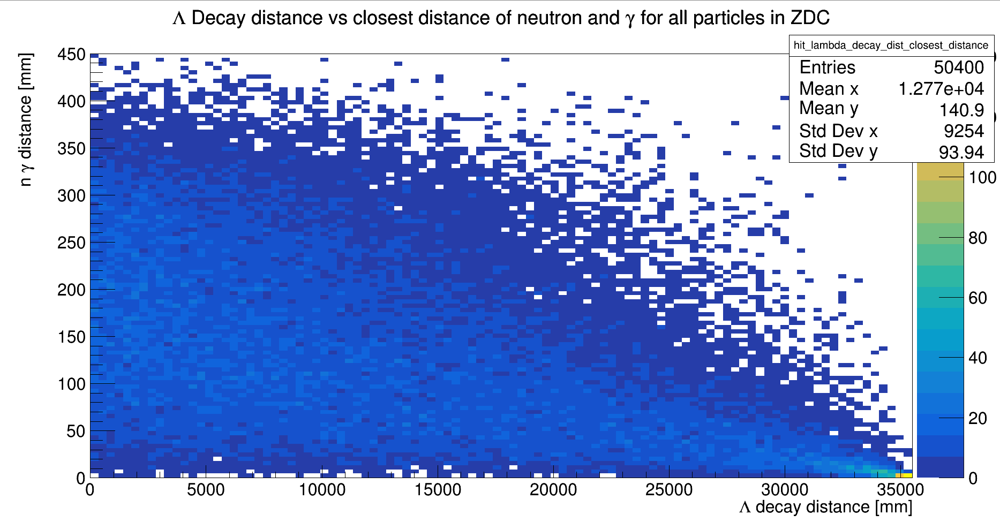 Λ Decay distance vs closest distance of neutron and γ for all particles in ZDC
hit_lambda_decay_dist_closest_distance
Entries 50400
Mean x 1.277e+04
Mean y 140.9
Std Dev x 9254
Std Dev y 93.94
n γ distance [mm]
450
400
350
300
250
200
150
100
50
0
0 5000 10000 15000 20000 25000 30000 35000
Λ decay distance [mm]
100
80
60
40
20
0